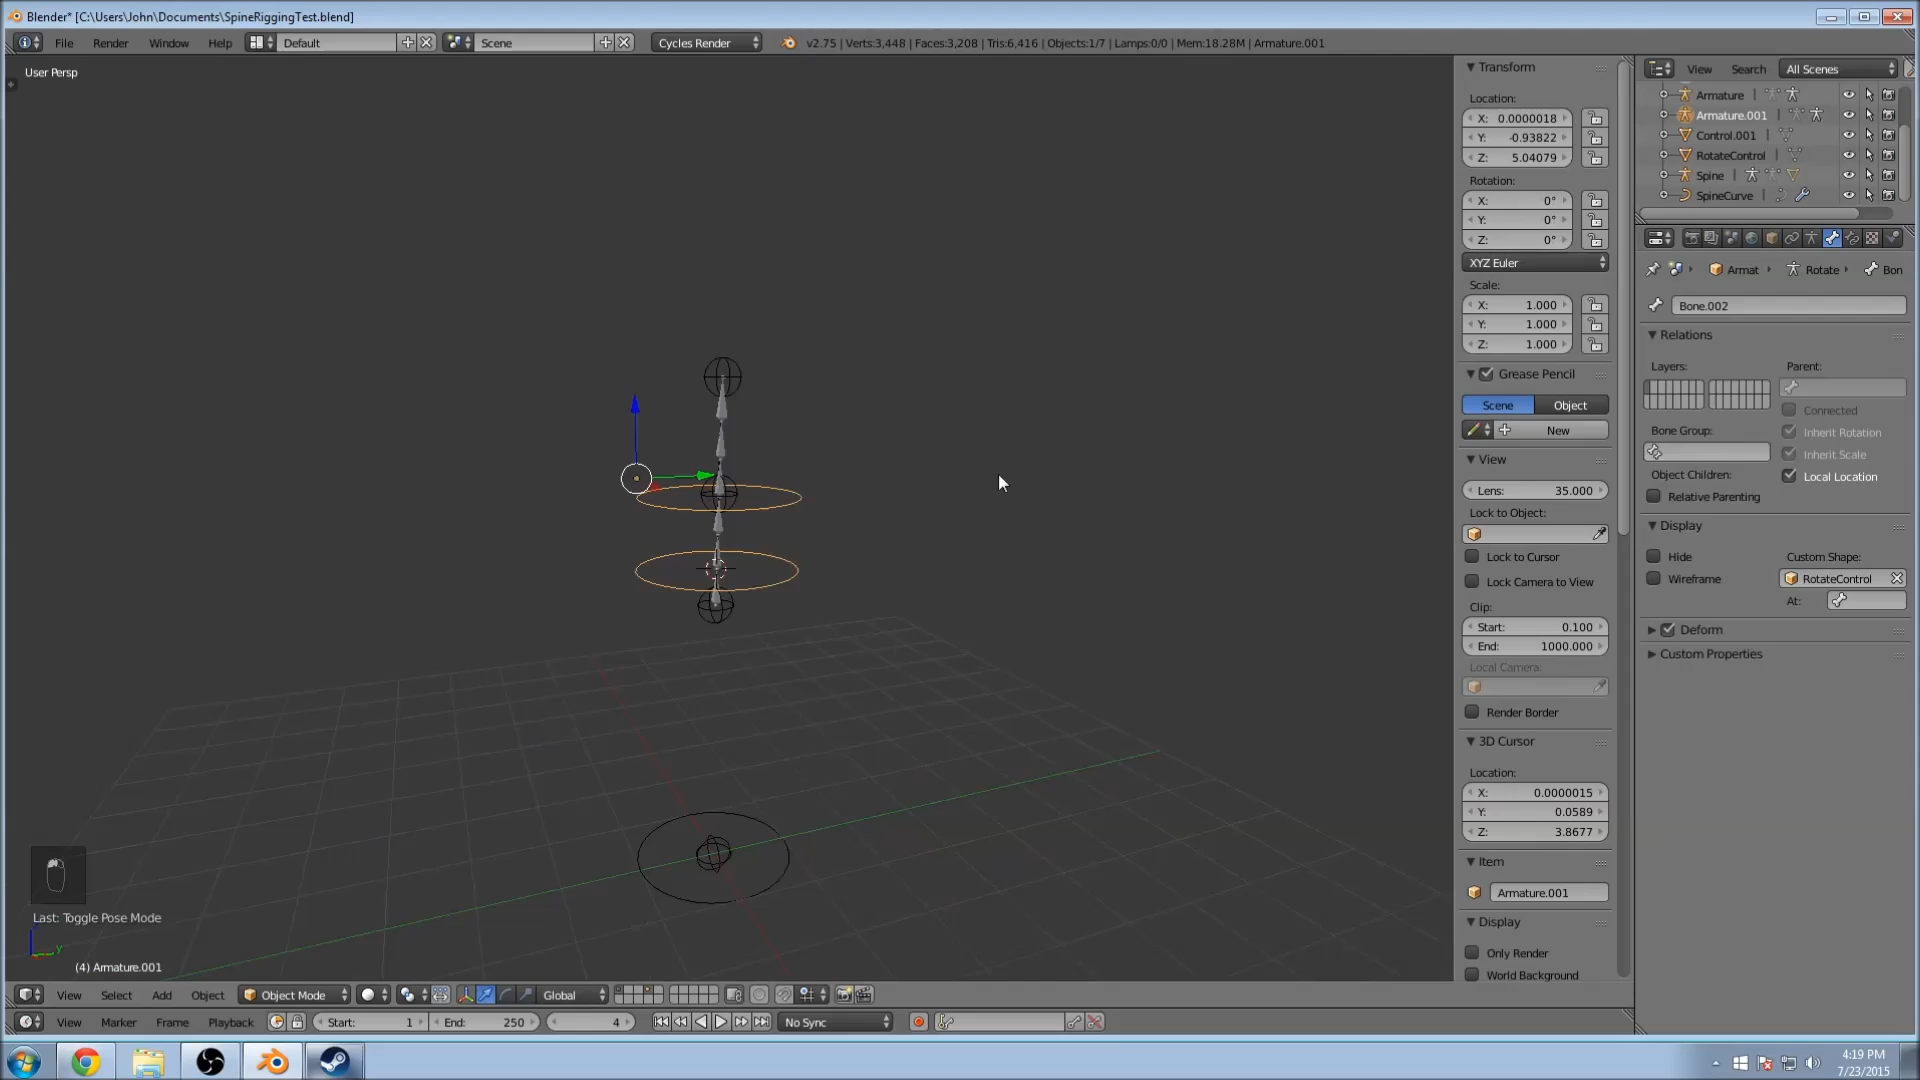 Blender* [C:\Users\John\Documents\SpineRiggingTest.blend]
File Render Window Help Default Scene Cycles Render v2.75 | Verts:3,448 | Faces:3,208 | Tris:6,416 | Objects:1/7 | Lamps:0/0 | Mem:18.28M | Armature.001
User Persp
Transform
Location:
X: 0.0000018
Y: -0.93822
Z: 5.04079
Rotation:
X: 0°
Y: 0°
Z: 0°
XYZ Euler
Scale:
X: 1.000
Y: 1.000
Z: 1.000
Grease Pencil
Scene Object
New
View
Lens: 35.000
Lock to Object:
Lock to Cursor
Lock Camera to View
Clip:
Start: 0.100
End: 1000.000
Local Camera:
Render Border
3D Cursor
Location:
X: 0.0000015
Y: 0.0589
Z: 3.8677
Item
Armature.001
Display
Only Render
World Background
View Search All Scenes
Armature
Armature.001
Control.001
RotateControl
Spine
SpineCurve
Armat Rotate Bon
Bone.002
Relations
Layers: Parent:
Connected
Bone Group: Inherit Rotation
Inherit Scale
Object Children: Local Location
Relative Parenting
Display
Hide Custom Shape:
Wireframe RotateControl
At:
Deform
Custom Properties
Last: Toggle Pose Mode
y
(4) Armature.001
View Select Add Object Object Mode Global
View Marker Frame Playback Start: 1 End: 250 4 No Sync
4:19 PM
7/23/2015